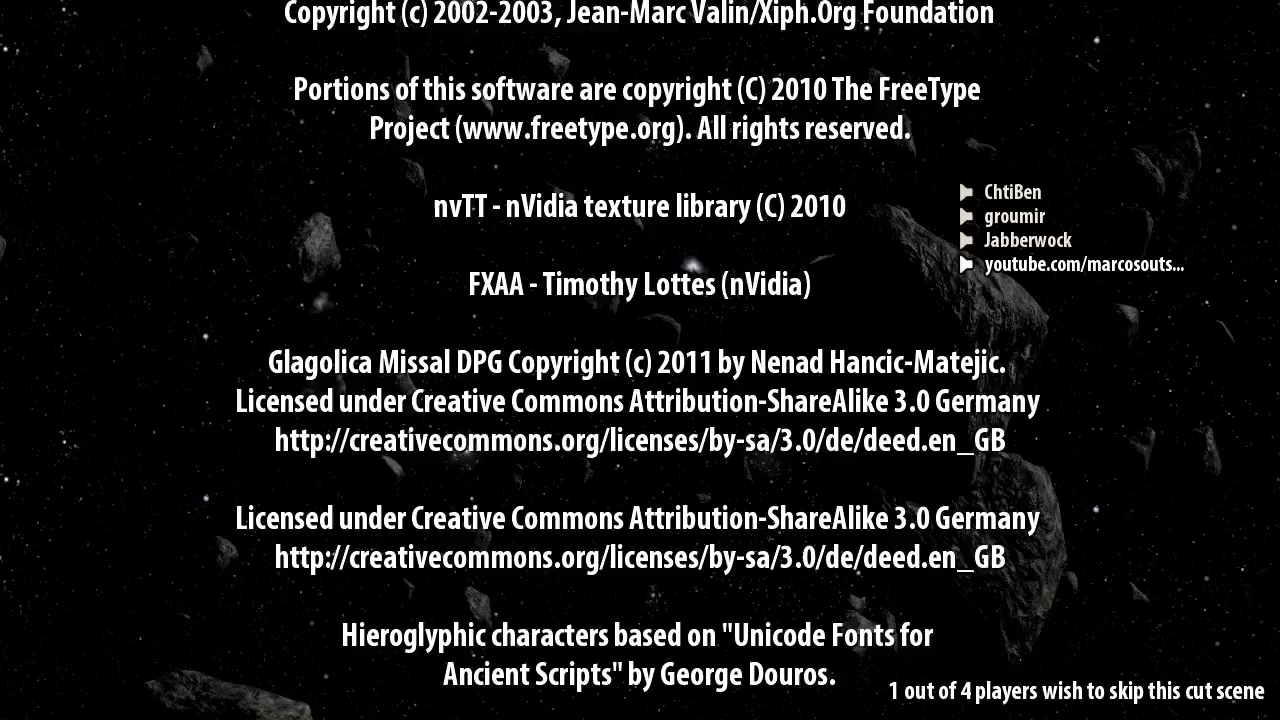 Copyright (c) 2002-2003, Jean-Marc Valin/Xiph.Org Foundation
Portions of this software are copyright (C) 2010 The FreeType
Project (www.freetype.org). All rights reserved.
nvTT - nVidia texture library (C) 2010
ChtiBen
groumir
Jabberwock
youtube.com/marcosouts...
FXAA - Timothy Lottes (nVidia)
Glagolica Missal DPG Copyright (c) 2011 by Nenad Hancic-Matejic.
Licensed under Creative Commons Attribution-ShareAlike 3.0 Germany
http://creativecommons.org/licenses/by-sa/3.0/de/deed.en_GB
Licensed under Creative Commons Attribution-ShareAlike 3.0 Germany
http://creativecommons.org/licenses/by-sa/3.0/de/deed.en_GB
Hieroglyphic characters based on "Unicode Fonts for
Ancient Scripts" by George Douros.
1 out of 4 players wish to skip this cut scene